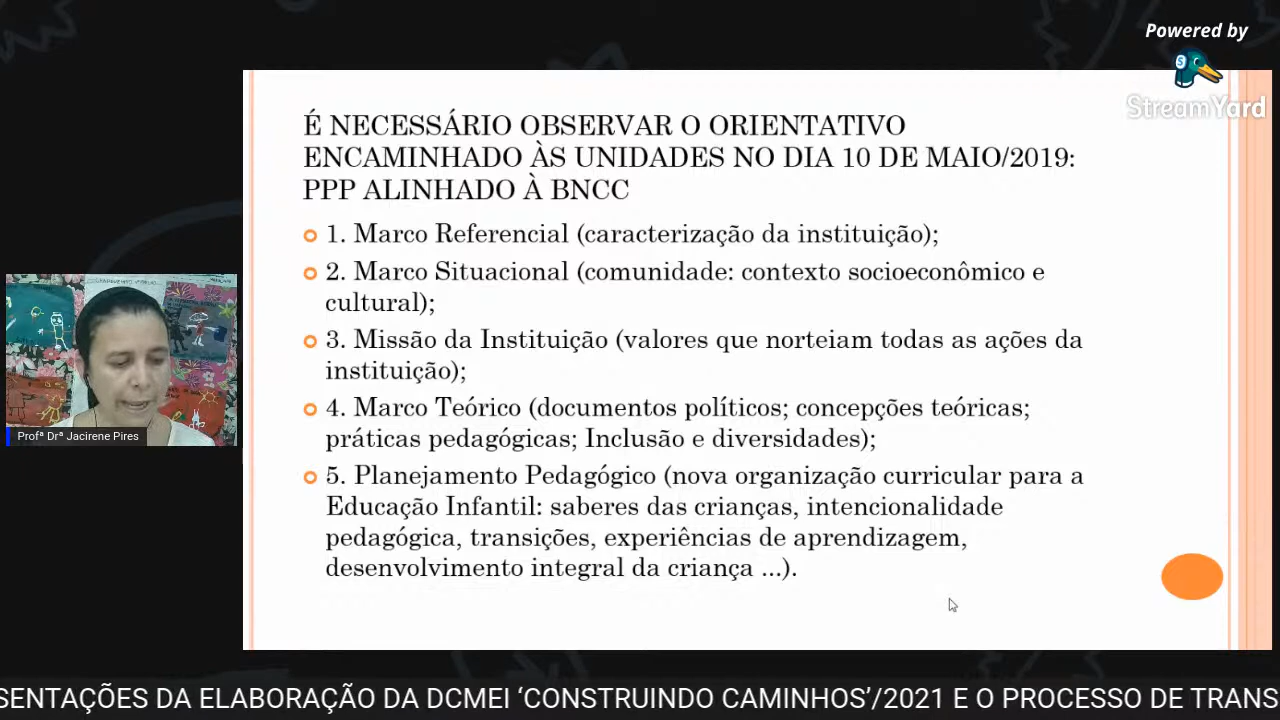 Powered by
StreamYard
É NECESSÁRIO OBSERVAR O ORIENTATIVO
ENCAMINHADO ÀS UNIDADES NO DIA 10 DE MAIO/2019:
PPP ALINHADO À BNCC
1. Marco Referencial (caracterização da instituição);
2. Marco Situacional (comunidade: contexto socioeconômico e
cultural);
3. Missão da Instituição (valores que norteiam todas as ações da
instituição);
4. Marco Teórico (documentos políticos; concepções teóricas;
práticas pedagógicas; Inclusão e diversidades);
5. Planejamento Pedagógico (nova organização curricular para a
Educação Infantil: saberes das crianças, intencionalidade
pedagógica, transições, experiências de aprendizagem,
desenvolvimento integral da criança ...).
Profª Drª Jacirene Pires
SENTAÇÕES DA ELABORAÇÃO DA DCMEI ‘CONSTRUINDO CAMINHOS’/2021 E O PROCESSO DE TRANS